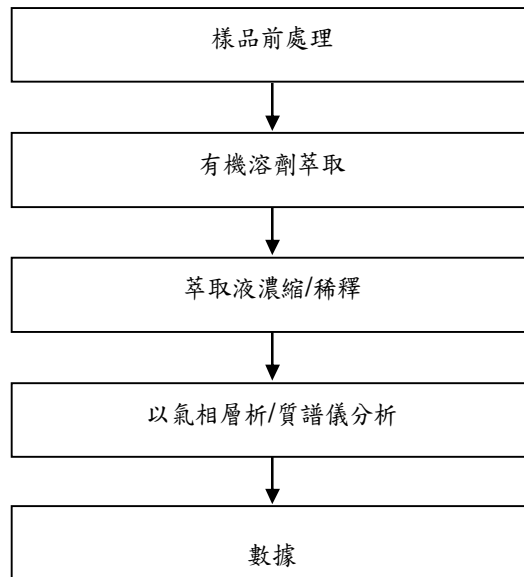 樣品前處理
有機溶劑萃取
萃取液濃縮/稀釋
以氣相層析/質譜儀分析
數據